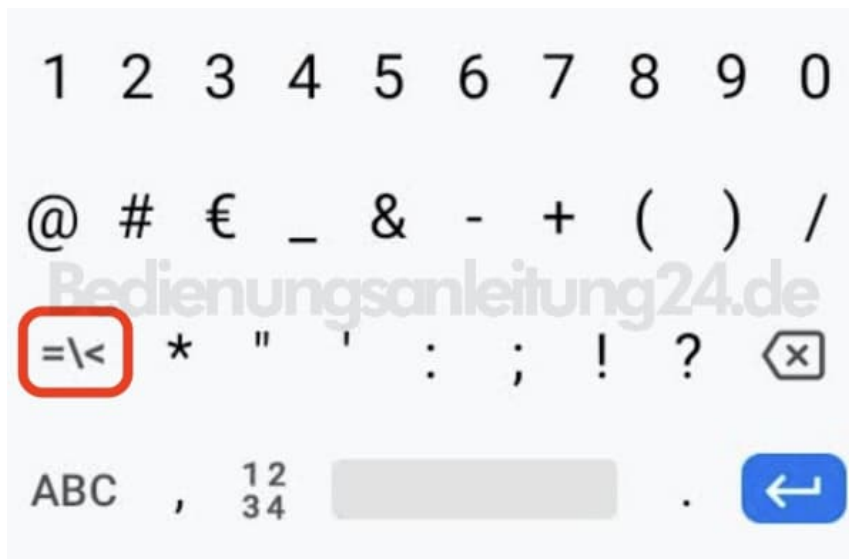 1 2 3 4 5 6 7 8 9 0
@ # € _ & - + ( ) /
Bedienungsanleitung24.de
=\< * " ' : ; ! ?
ABC , 12 34 .